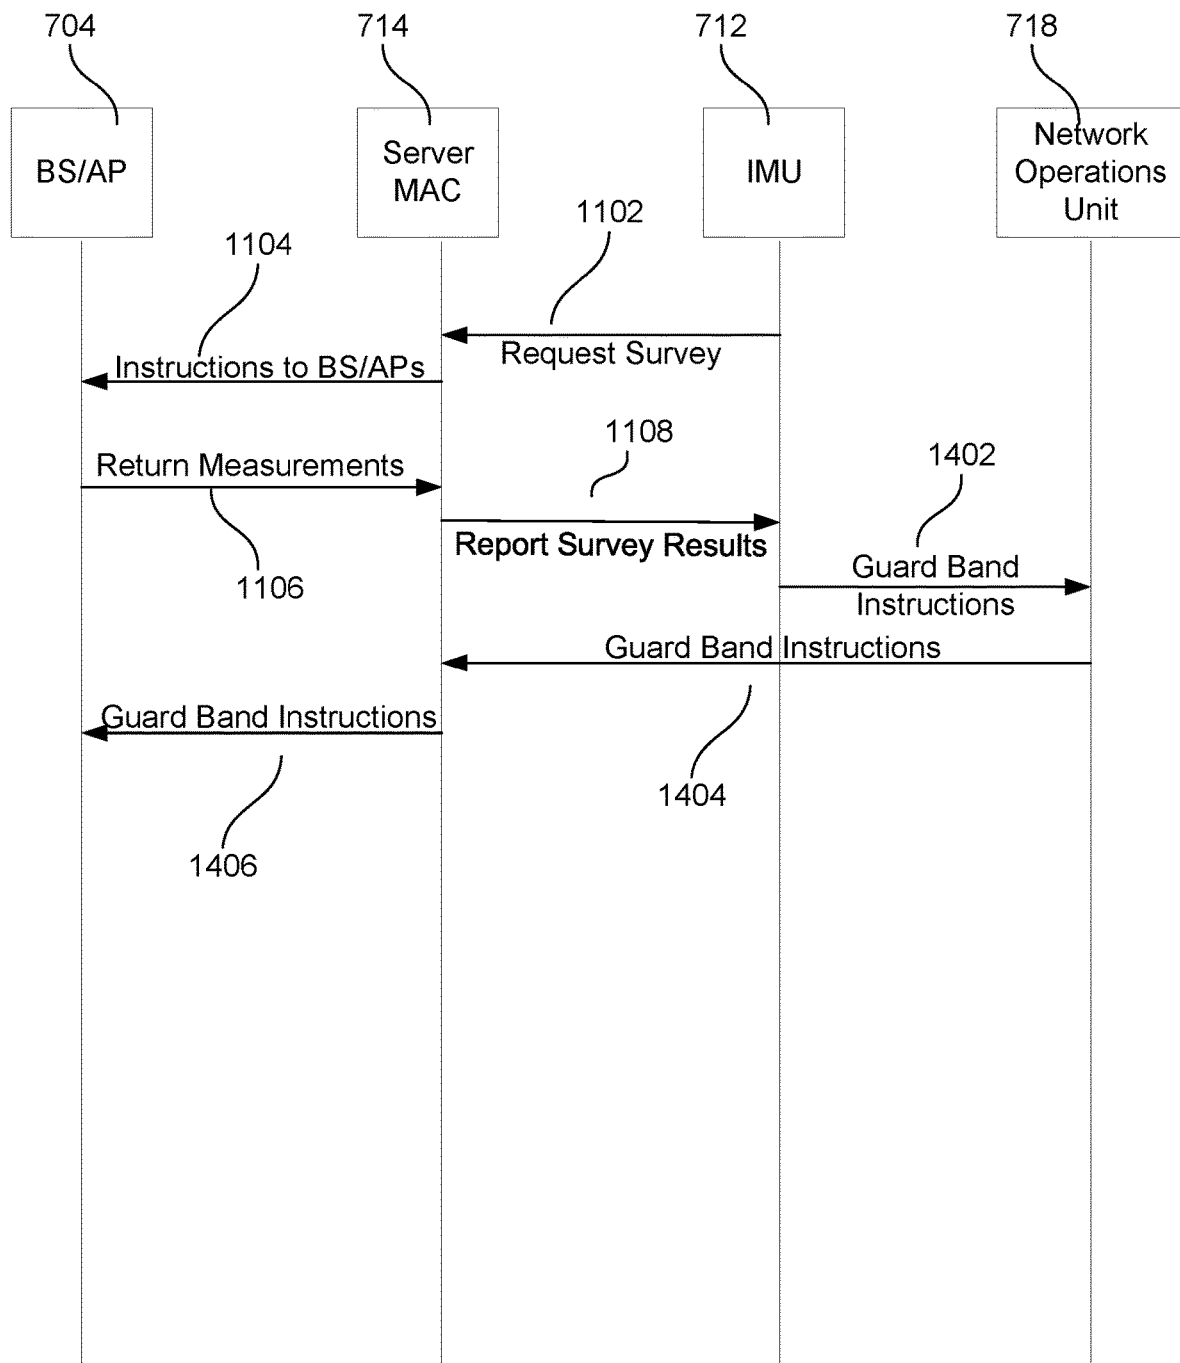 704
714
712
718
BS/AP
Server
MAC
IMU
Network
Operations
Unit
1102
1104
Request Survey
Instructions to BS/APs
1108
1402
Return Measurements
Report Survey Results
1106
Guard Band
Instructions
Guard Band Instructions
Guard Band Instructions
1404
1406